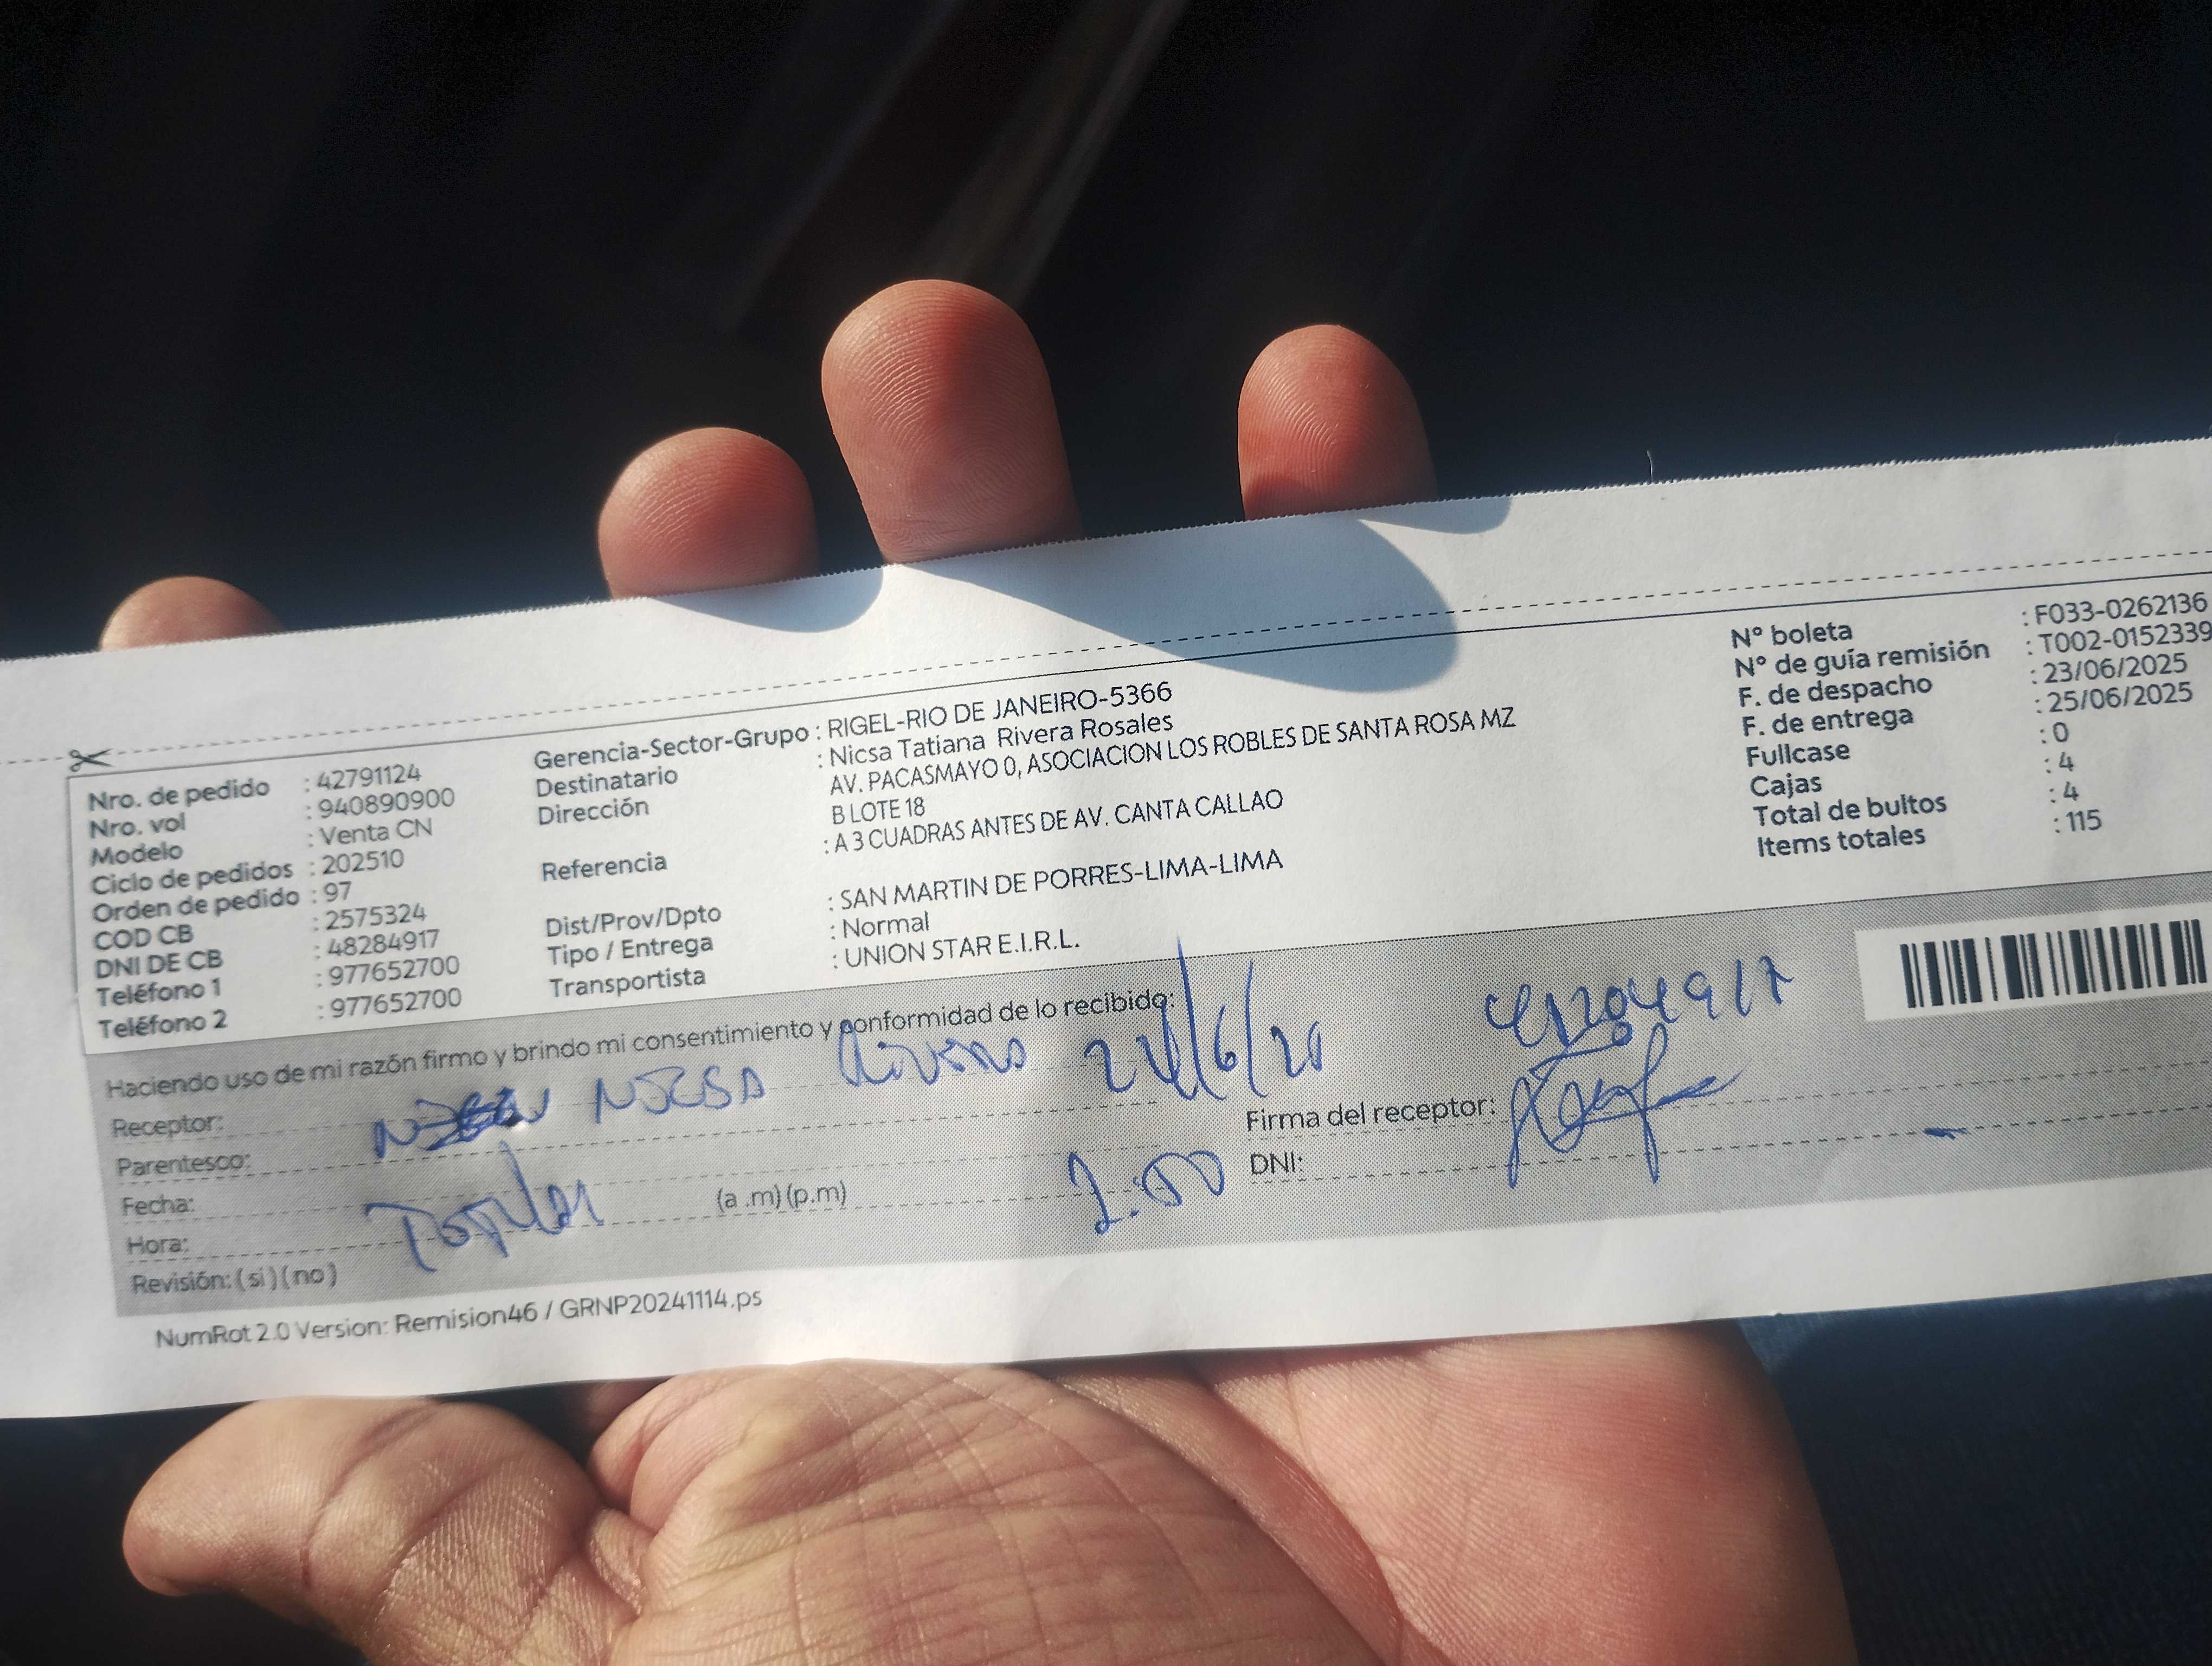 Nro. de pedido : 42791124
Nro. vol : 940890900
Modelo : Venta CN
Ciclo de pedidos : 202510
Orden de pedido : 97
COD CB : 2575324
DNI DE CB : 48284917
Teléfono 1 : 977652700
Teléfono 2 : 977652700
Gerencia-Sector-Grupo : RIGEL-RIO DE JANEIRO-5366
Destinatario : Nicsa Tatiana Rivera Rosales
Dirección AV. PACASMAYO 0, ASOCIACION LOS ROBLES DE SANTA ROSA MZ
B LOTE 18
Referencia : A 3 CUADRAS ANTES DE AV. CANTA CALLAO
Dist/Prov/Dpto : SAN MARTIN DE PORRES-LIMA-LIMA
Tipo / Entrega : Normal
Transportista : UNION STAR E.I.R.L.
N° boleta : F033-0262136
N° de guía remisión : T002-0152339
F. de despacho : 23/06/2025
F. de entrega : 25/06/2025
Fullcase : 0
Cajas : 4
Total de bultos : 4
Items totales : 115
Haciendo uso de mi razón firmo y brindo mi consentimiento y conformidad de lo recibido:
Receptor: NICSA Rivera
Parentesco:
Fecha:
Hora: (a .m) (p.m)
Revisión: ( si ) ( no )
Firma del receptor:
DNI:
NumRot 2.0 Version: Remision46 / GRNP20241114.ps